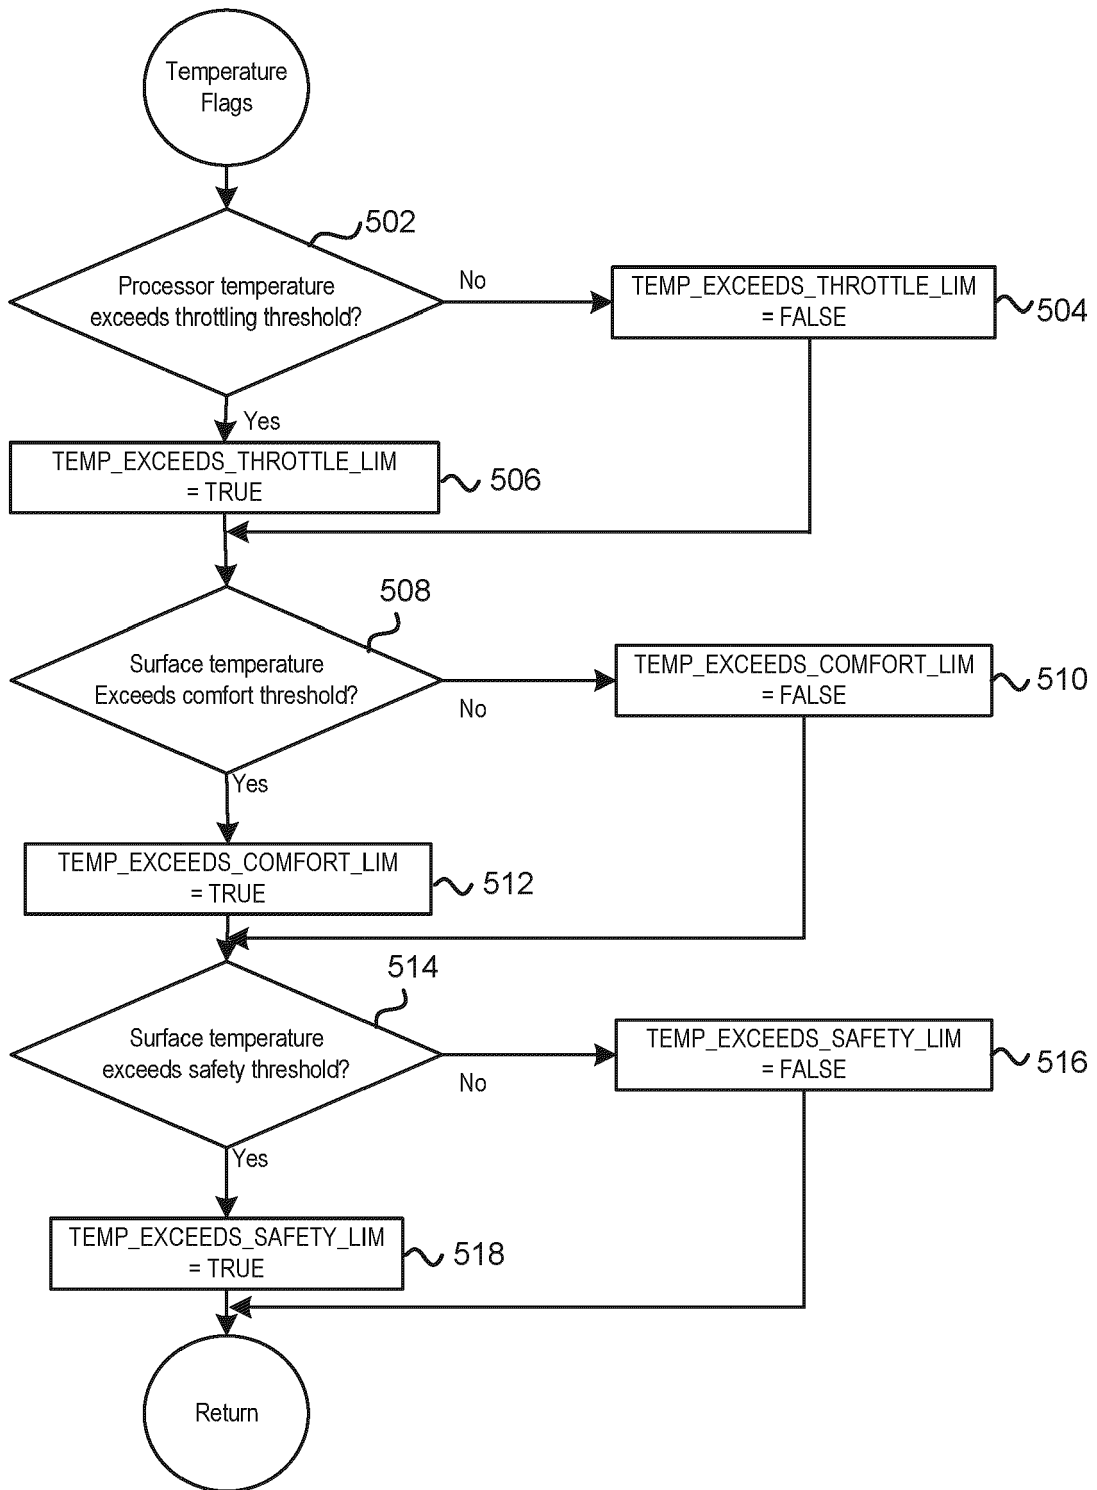 Temperature
Flags
502
Processor temperature
exceeds throttling threshold?
No
TEMP_EXCEEDS_THROTTLE_LIM
= FALSE
504
Yes
TEMP_EXCEEDS_THROTTLE_LIM
= TRUE
506
508
Surface temperature
Exceeds comfort threshold?
No
TEMP_EXCEEDS_COMFORT_LIM
= FALSE
510
Yes
TEMP_EXCEEDS_COMFORT_LIM
= TRUE
512
514
Surface temperature
exceeds safety threshold?
No
TEMP_EXCEEDS_SAFETY_LIM
= FALSE
516
Yes
TEMP_EXCEEDS_SAFETY_LIM
= TRUE
518
Return